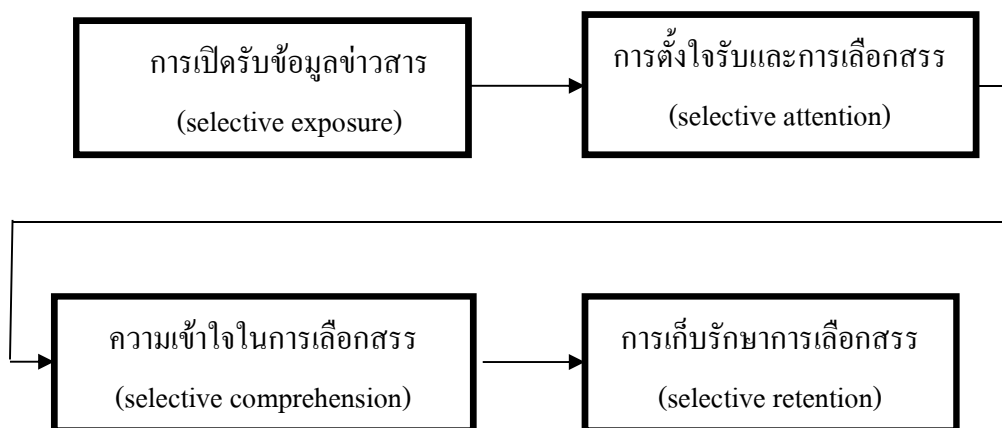 การเปิดรับข้อมูลข่าวสาร
(selective exposure)
การตั้งใจรับและการเลือกสรร
(selective attention)
ความเข้าใจในการเลือกสรร
(selective comprehension)
การเก็บรักษาการเลือกสรร
(selective retention)